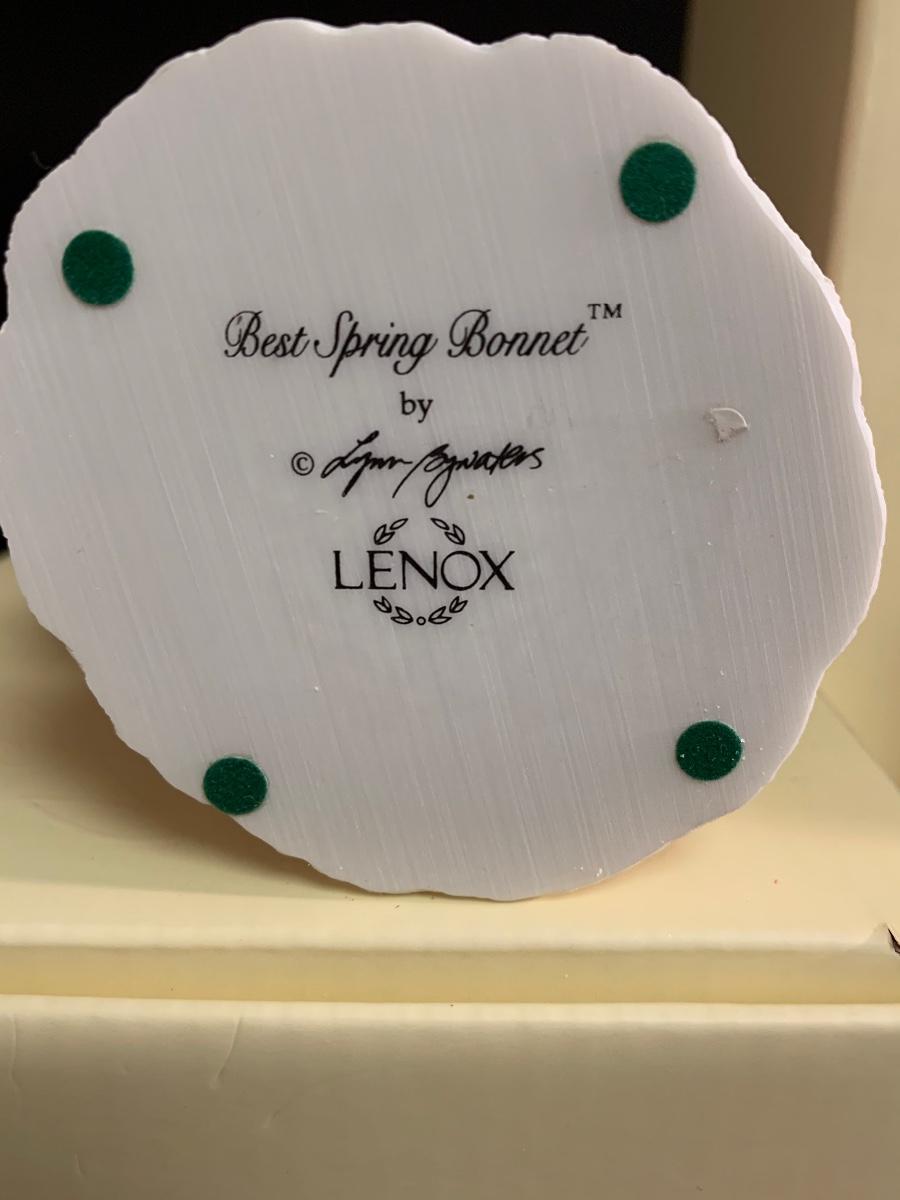 Best Spring Bonnet™
by
© Lynn Bywaters
LENOX